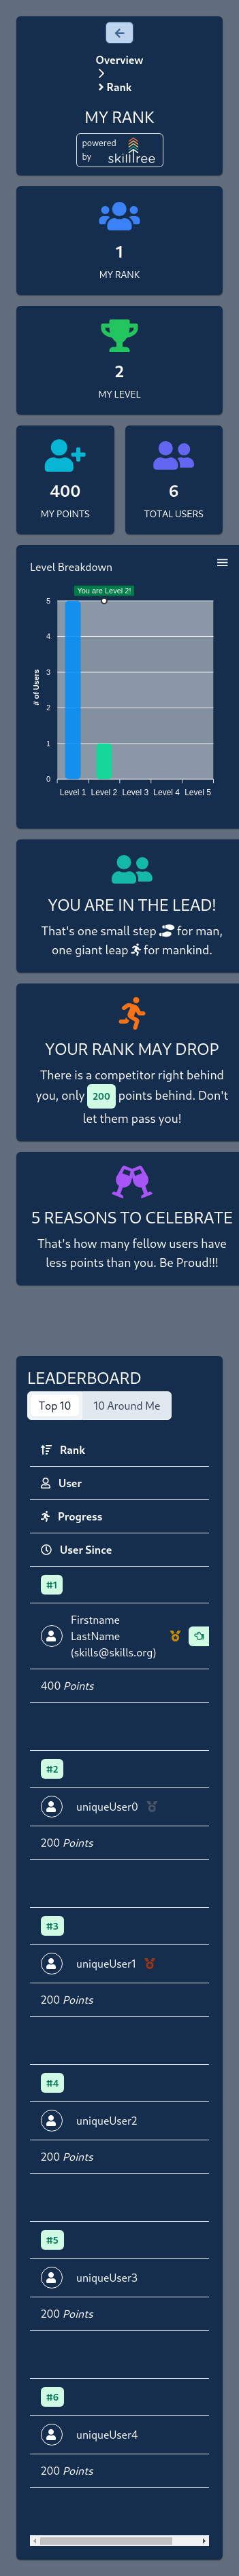 Overview
Rank
MY RANK
powered
by
skilltree
1
MY RANK
2
MY LEVEL
400
MY POINTS
6
TOTAL USERS
Level Breakdown
You are Level 2!
5
4
3
2
1
0
# of Users
Level 1 Level 2 Level 3 Level 4 Level 5
YOU ARE IN THE LEAD!
That's one small step for man,
one giant leap for mankind.
YOUR RANK MAY DROP
There is a competitor right behind
you, only 200 points behind. Don't
let them pass you!
5 REASONS TO CELEBRATE
That's how many fellow users have
less points than you. Be Proud!!!
LEADERBOARD
Top 10 10 Around Me
Rank
User
Progress
User Since
#1
Firstname
LastName
(skills@skills.org)
400 Points
#2
uniqueUser0
200 Points
#3
uniqueUser1
200 Points
#4
uniqueUser2
200 Points
#5
uniqueUser3
200 Points
#6
uniqueUser4
200 Points